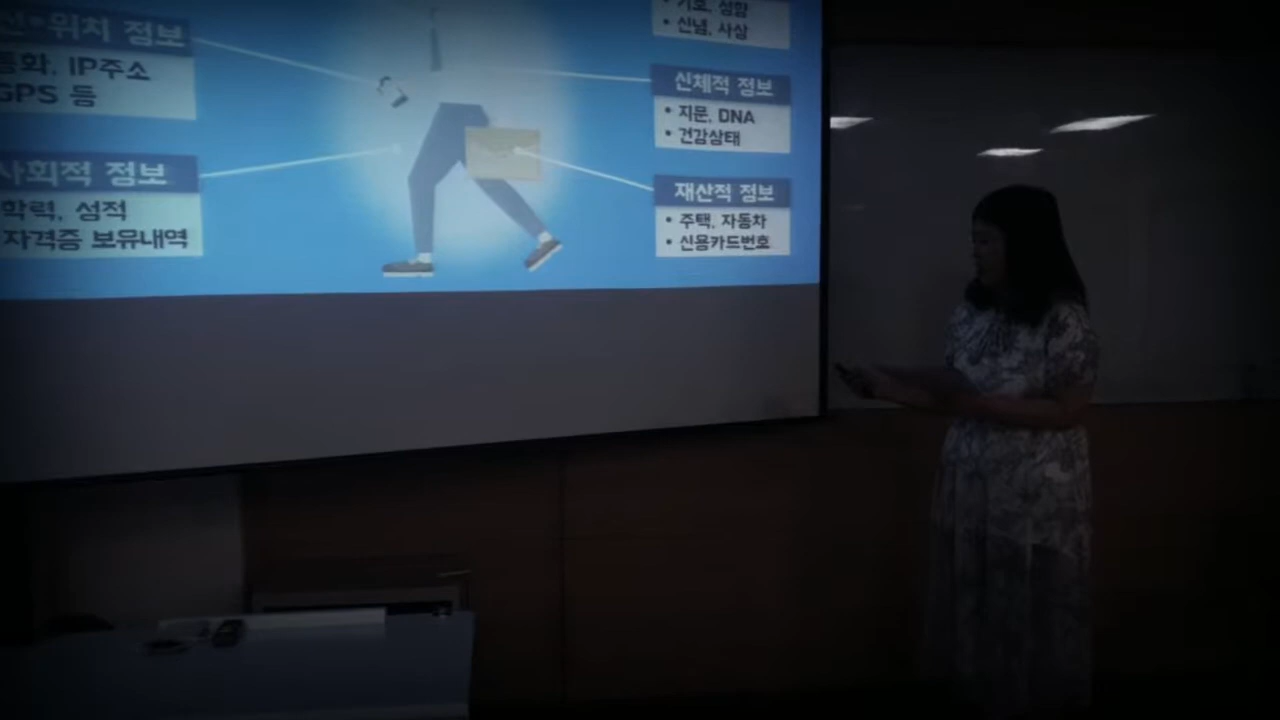 위치 정보
통화, IP주소
GPS 등
사회적 정보
학력, 성적
자격증 보유내역
• 기호, 성향
• 신념, 사상
신체적 정보
• 지문, DNA
• 건강상태
재산적 정보
• 주택, 자동차
• 신용카드번호